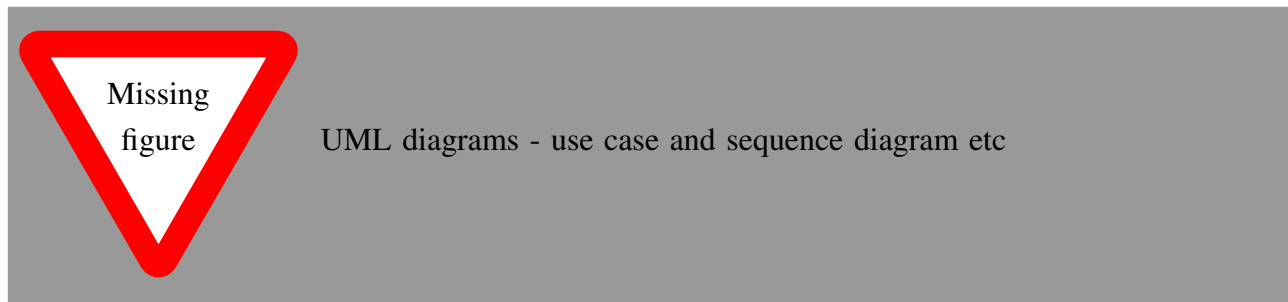 Missing
figure
UML diagrams - use case and sequence diagram etc